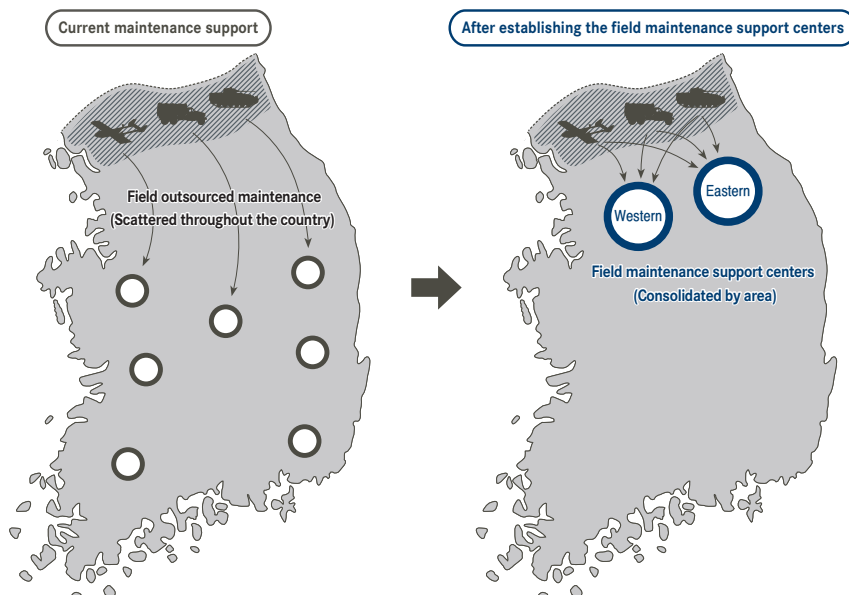 Current maintenance support
After establishing the field maintenance support centers
Field outsourced maintenance
(Scattered throughout the country)
Western
Eastern
Field maintenance support centers
(Consolidated by area)